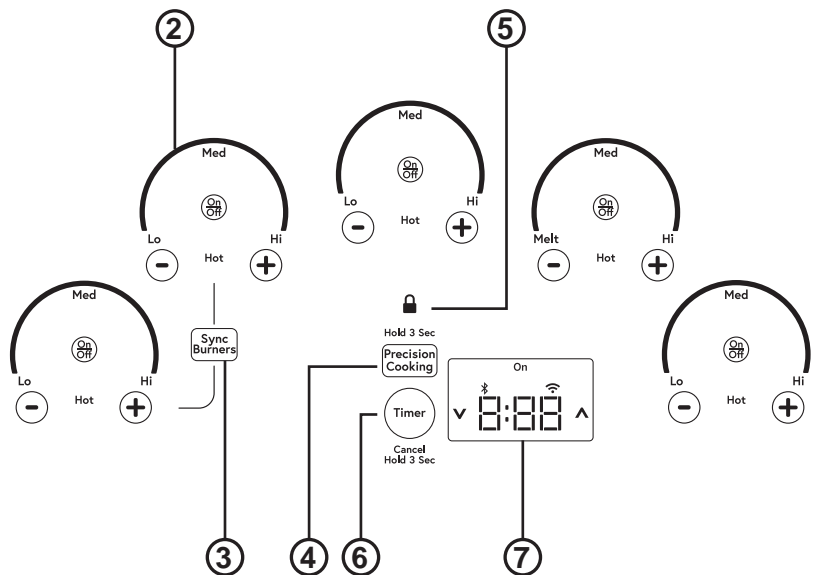 2
5
Med
On
Off
Lo
Hi
−
Hot
+
Med
On
Off
Lo
Hi
−
Hot
+
Med
On
Off
Melt
Hi
−
Hot
+
Med
On
Off
Lo
Hi
−
Hot
+
Sync
Burners
Hold 3 Sec
Precision
Cooking
Timer
Cancel
Hold 3 Sec
On
8:88
Med
On
Off
Lo
Hi
−
Hot
+
3
4
6
7